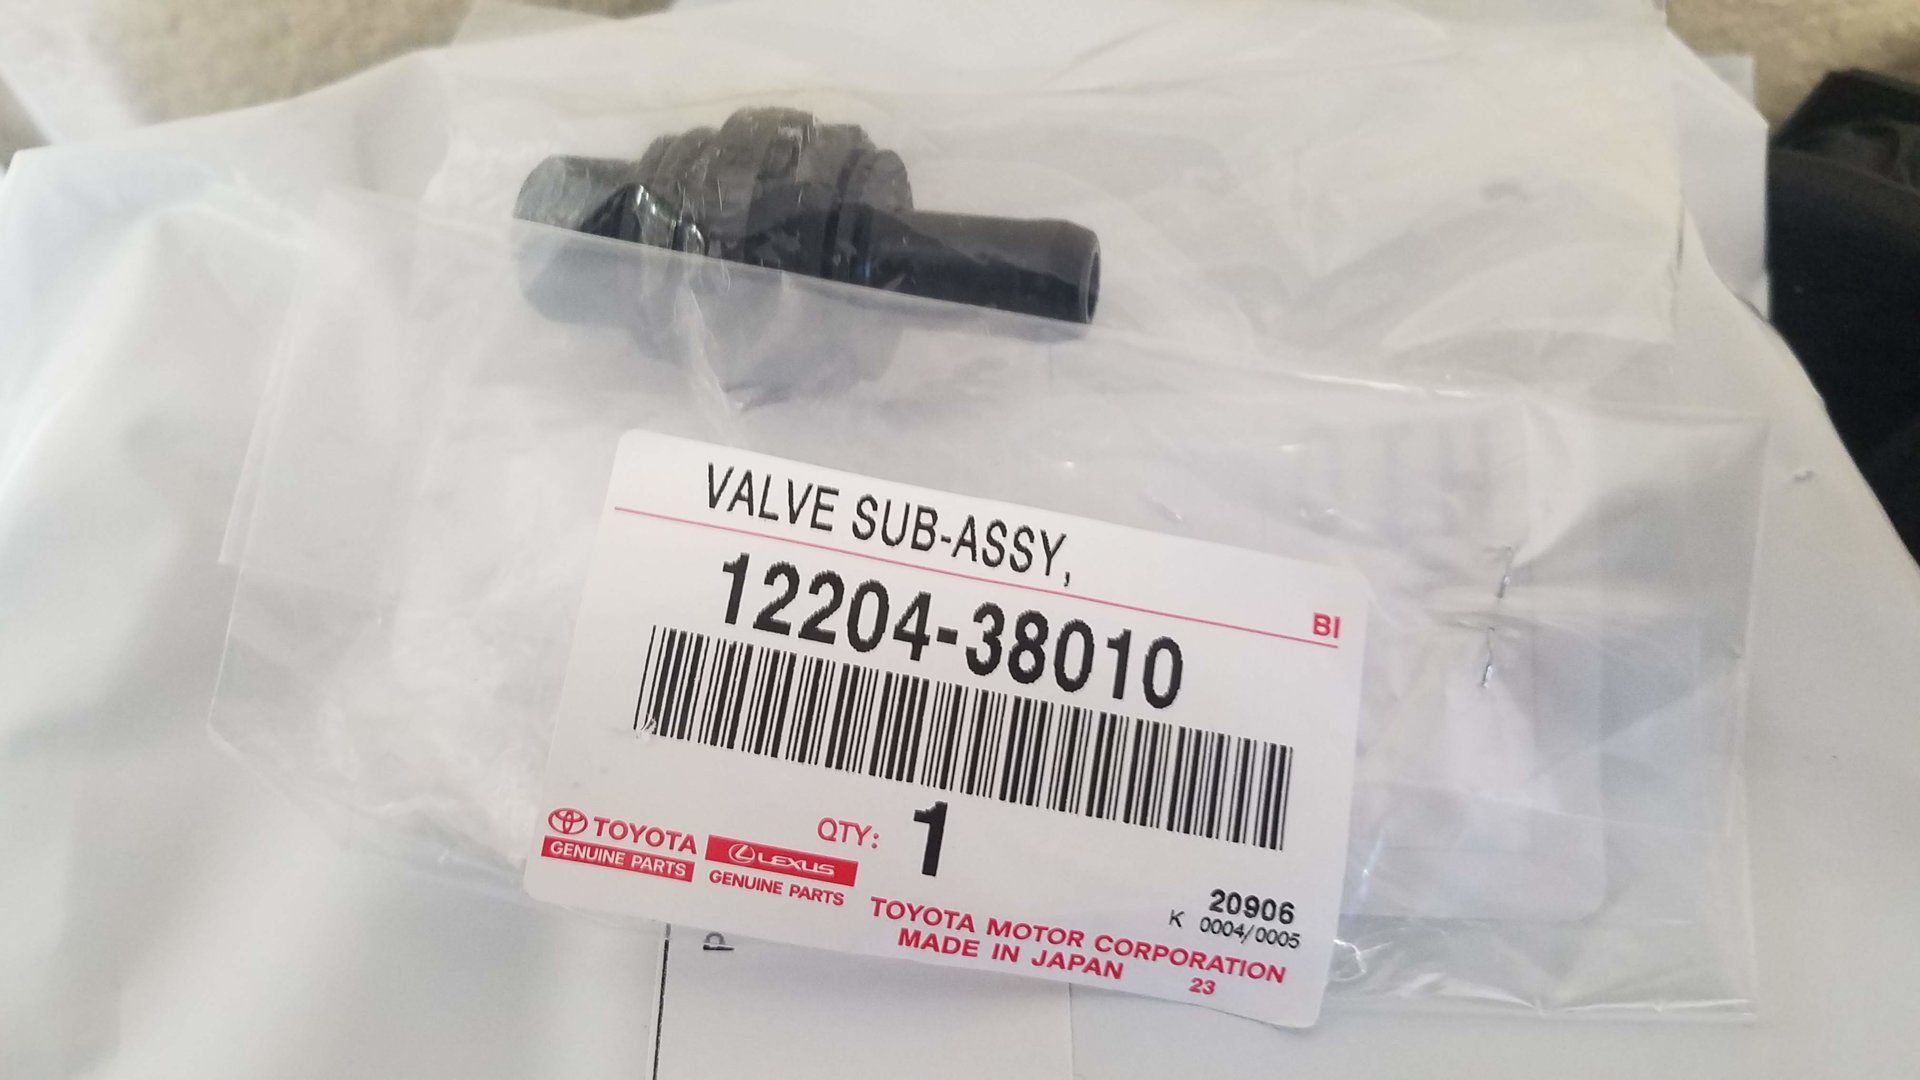 VALVE SUB-ASSY,
BI
12204-38010
QTY: 1
TOYOTA
GENUINE PARTS
LEXUS
GENUINE PARTS
20906
K 0004/0005
TOYOTA MOTOR CORPORATION
MADE IN JAPAN 23